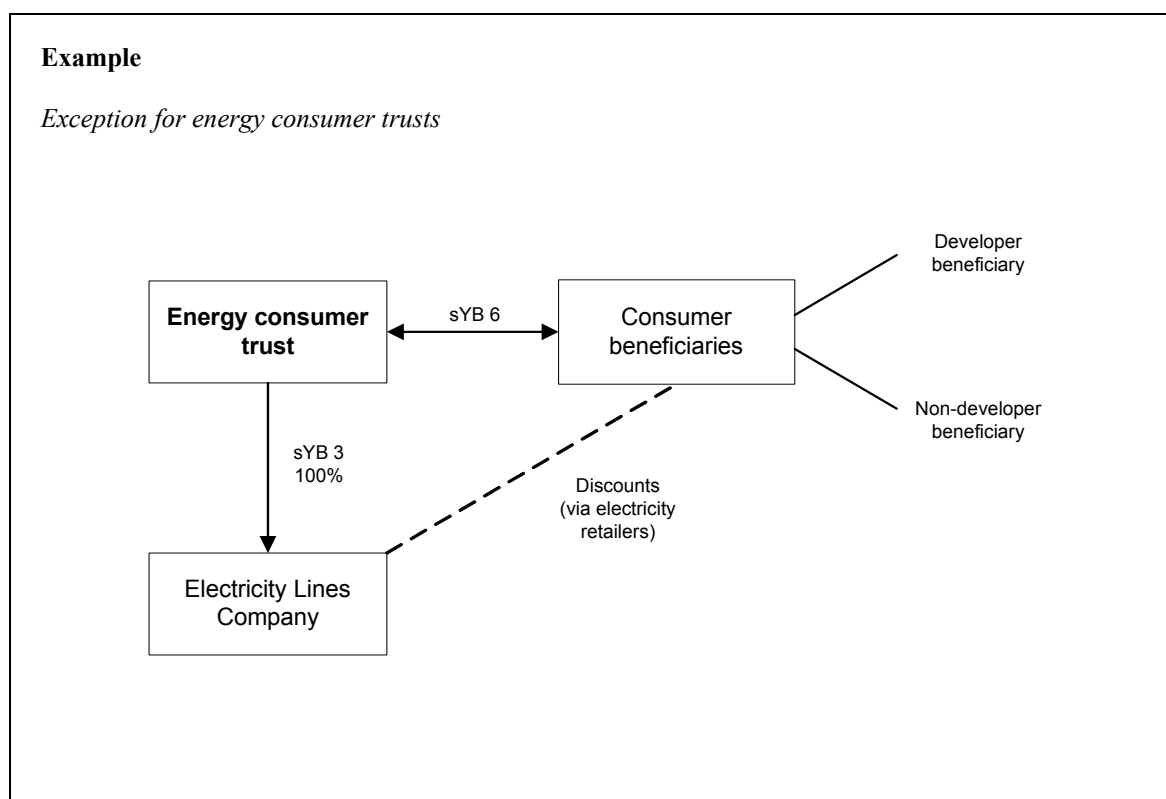 Example
Exception for energy consumer trusts
Developer
beneficiary
Energy consumer
trust
sYB 6
Consumer
beneficiaries
Non-developer
beneficiary
sYB 3
100%
Discounts
(via electricity
retailers)
Electricity Lines
Company